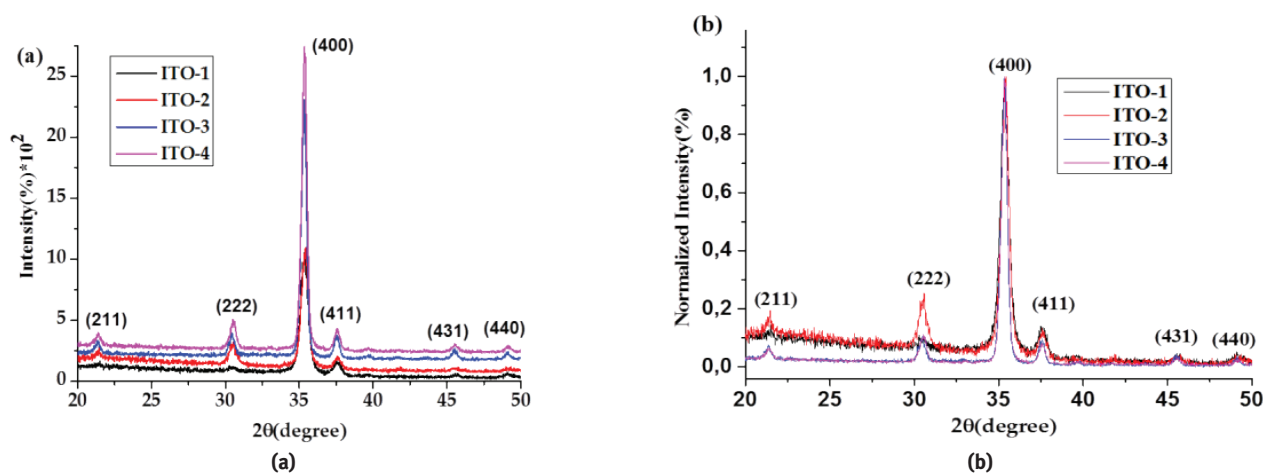 (a)
ITO-1
ITO-2
ITO-3
ITO-4
(400)
(211)
(222)
(411)
(431)
(440)
Intensity(%)*10²
25
20
15
10
5
0
20 25 30 35 40 45 50
2θ(degree)
(a)
(b)
ITO-1
ITO-2
ITO-3
ITO-4
(400)
(211)
(222)
(411)
(431)
(440)
Normalized Intensity(%)
1,0
0,8
0,6
0,4
0,2
0,0
20 25 30 35 40 45 50
2θ(degree)
(b)